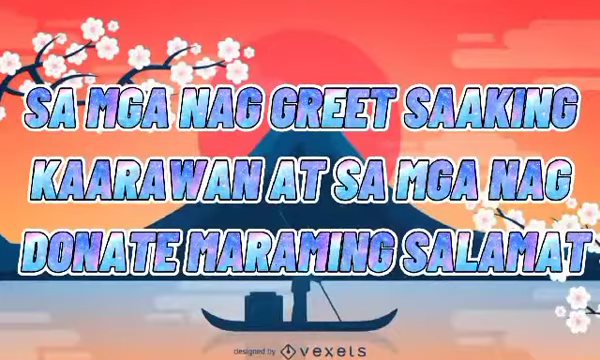 SA MGA NAG GREET SAAKING
KAARAWAN AT SA MGA NAG
DONATE MARAMING SALAMAT
designed by vexels